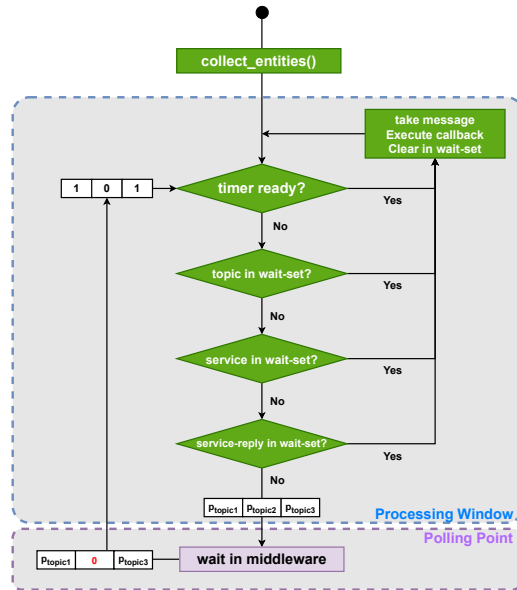 collect_entities()
take message
Execute callback
Clear in wait-set
1 0 1
timer ready?
Yes
No
topic in wait-set?
Yes
No
service in wait-set?
Yes
No
service-reply in wait-set?
Yes
No
Ptopic1 Ptopic2 Ptopic3
Processing Window
Polling Point
Ptopic1 0 Ptopic3
wait in middleware